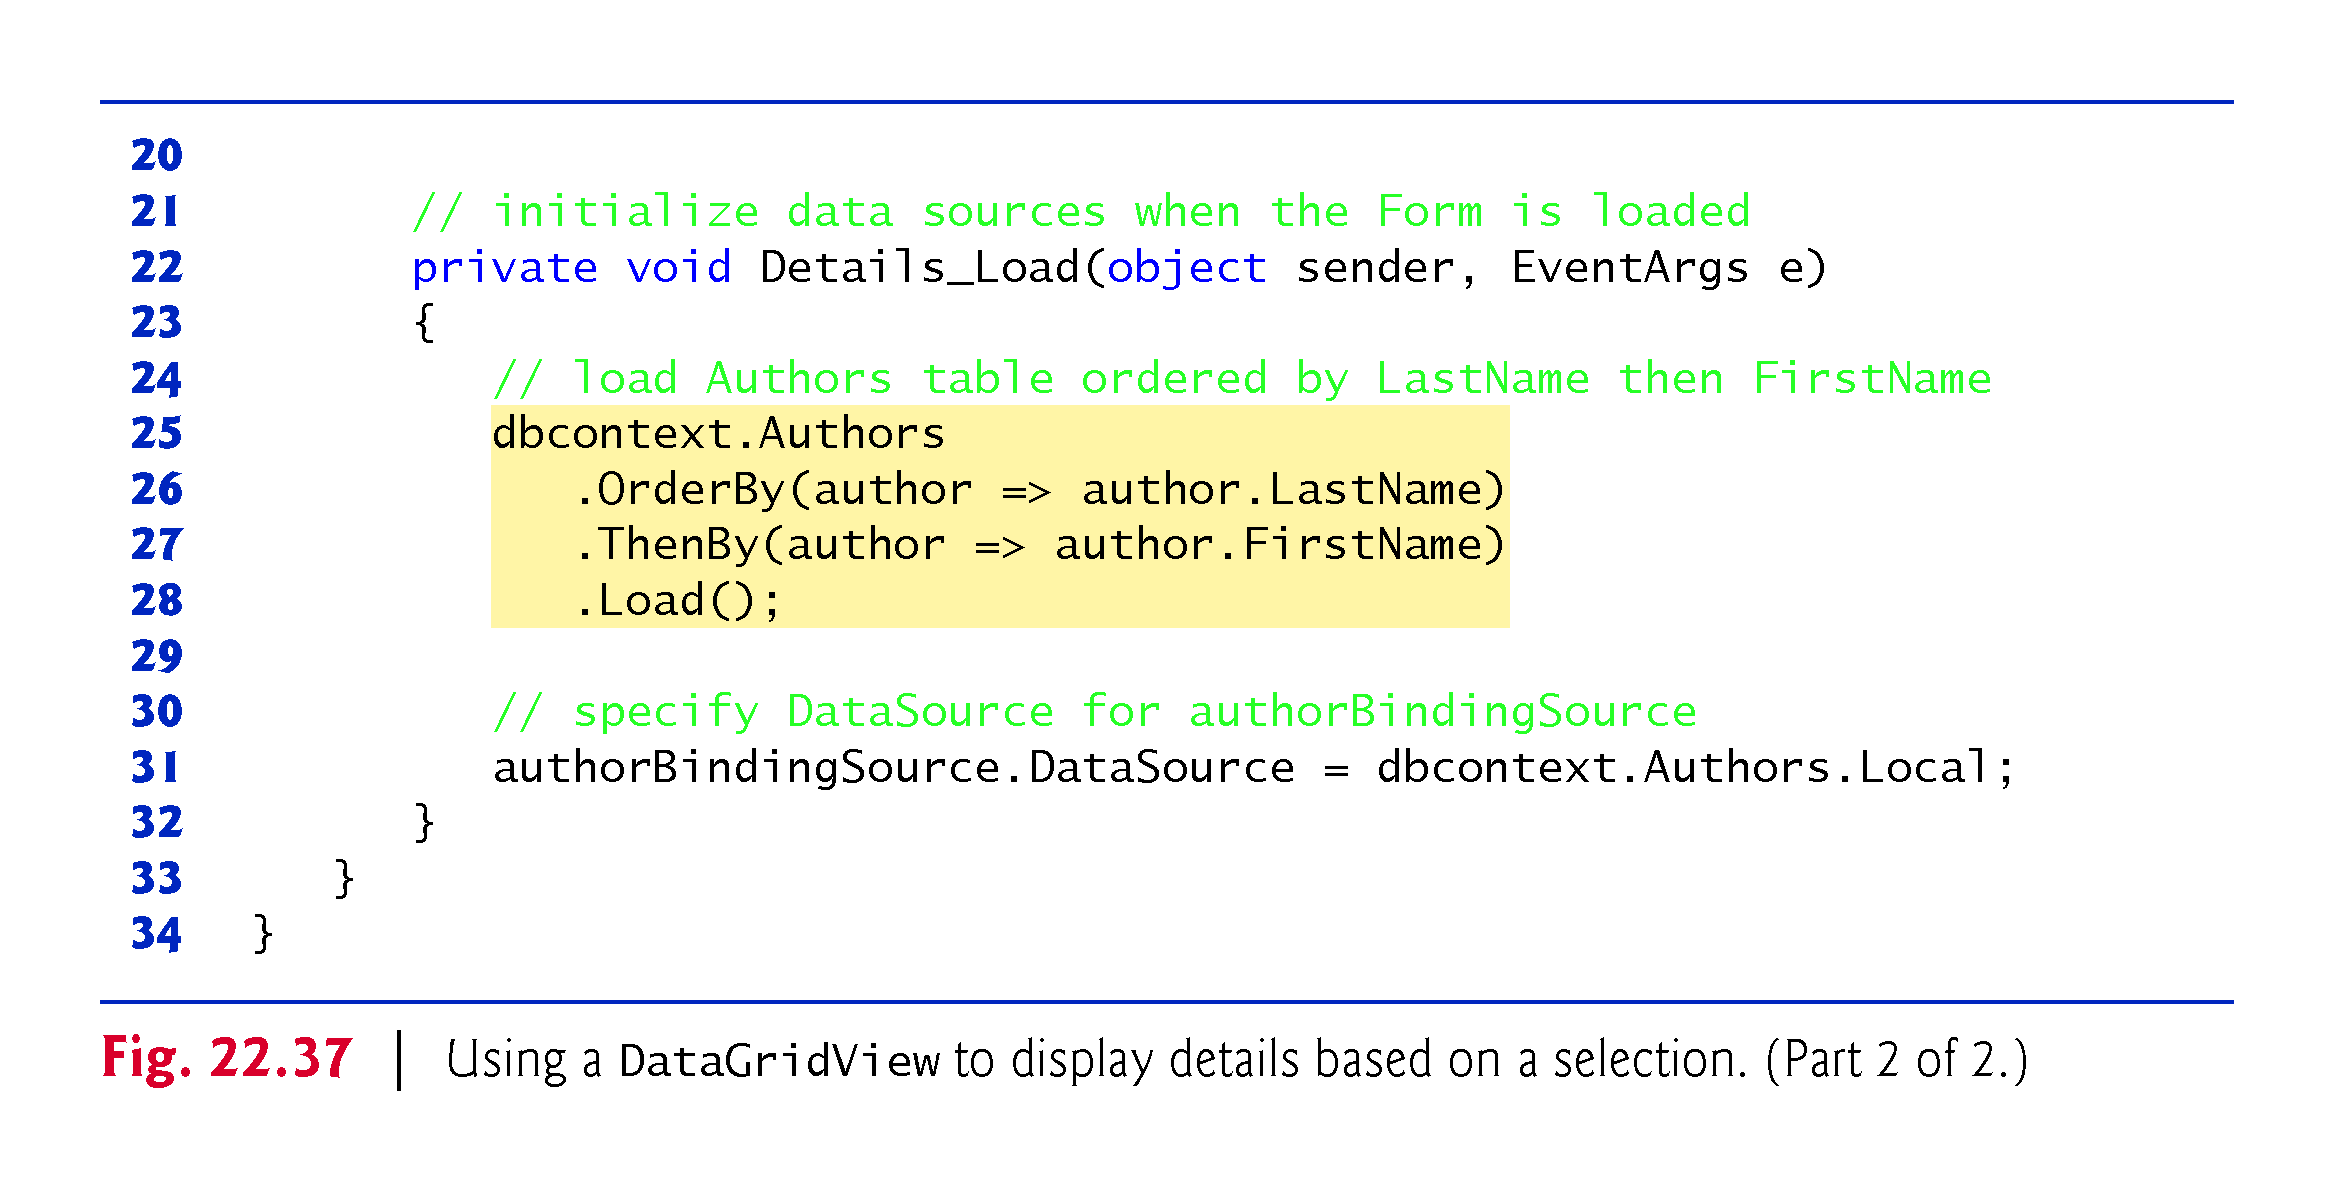 20
21 // initialize data sources when the Form is loaded
22 private void Details_Load(object sender, EventArgs e)
23 {
24 // load Authors table ordered by LastName then FirstName
25 dbcontext.Authors
26 .OrderBy(author => author.LastName)
27 .ThenBy(author => author.FirstName)
28 .Load();
29
30 // specify DataSource for authorBindingSource
31 authorBindingSource.DataSource = dbcontext.Authors.Local;
32 }
33 }
34 }
Fig. 22.37 | Using a DataGridView to display details based on a selection. (Part 2 of 2.)